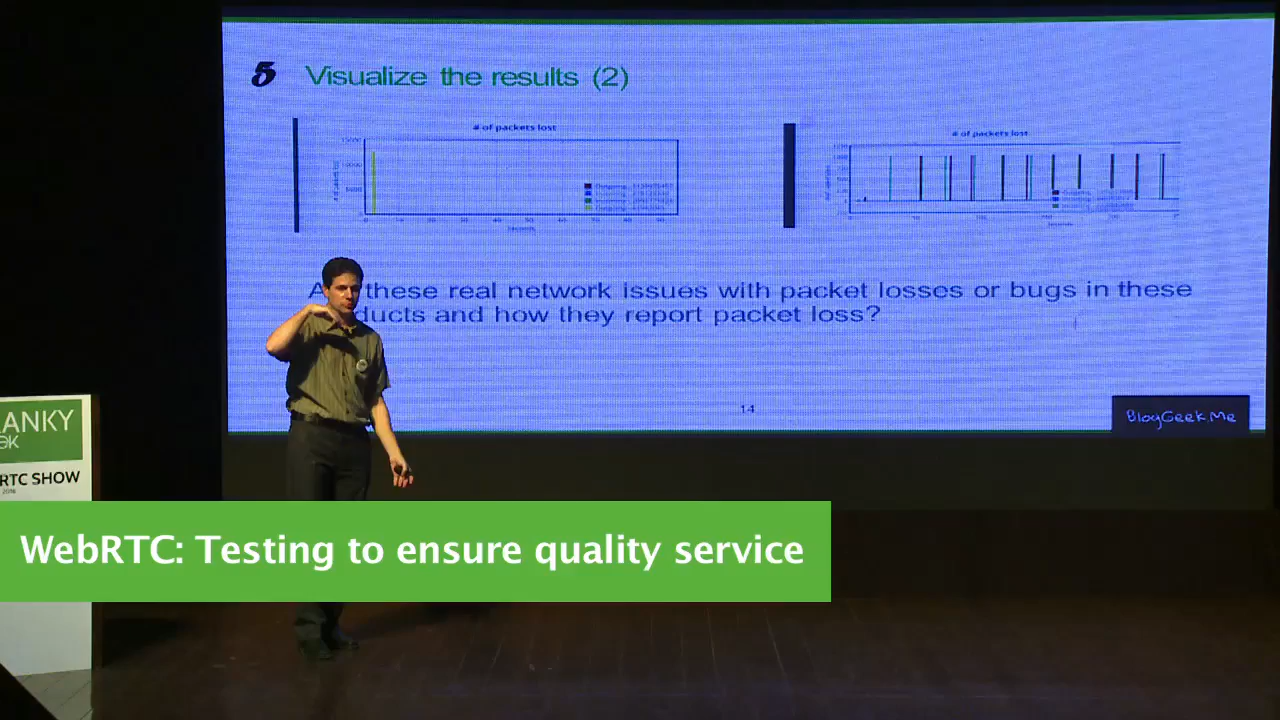 5 Visualize the results (2)
# of packets lost
# of packets lost
these real network issues with packet losses or bugs in these
ducts and how they report packet loss?
14
BlogGeek.Me
ANKY
RTC SHOW
2016
WebRTC: Testing to ensure quality service